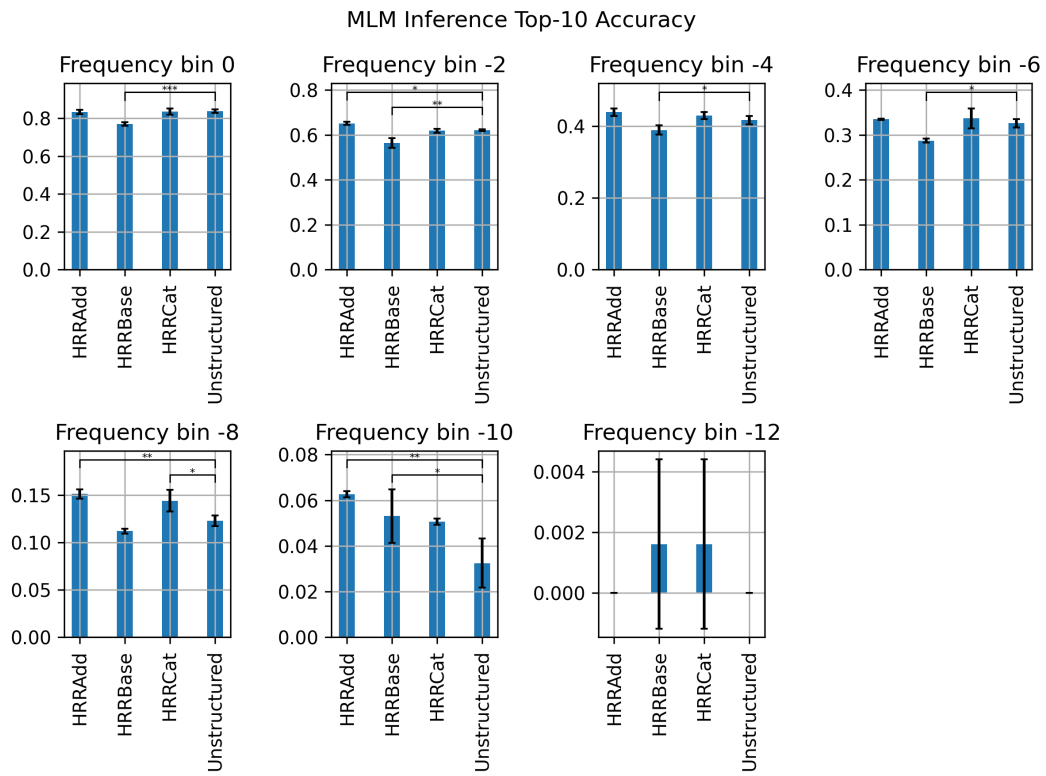 MLM Inference Top-10 Accuracy
Frequency bin 0
0.8
0.6
0.4
0.2
0.0
***
HRRAdd
HRRBase
HRRCat
Unstructured
Frequency bin -2
0.8
0.6
0.4
0.2
0.0
*
**
HRRAdd
HRRBase
HRRCat
Unstructured
Frequency bin -4
0.4
0.2
0.0
*
HRRAdd
HRRBase
HRRCat
Unstructured
Frequency bin -6
0.4
0.3
0.2
0.1
0.0
*
HRRAdd
HRRBase
HRRCat
Unstructured
Frequency bin -8
0.15
0.10
0.05
0.00
**
*
HRRAdd
HRRBase
HRRCat
Unstructured
Frequency bin -10
0.08
0.06
0.04
0.02
0.00
**
*
HRRAdd
HRRBase
HRRCat
Unstructured
Frequency bin -12
0.004
0.002
0.000
HRRAdd
HRRBase
HRRCat
Unstructured